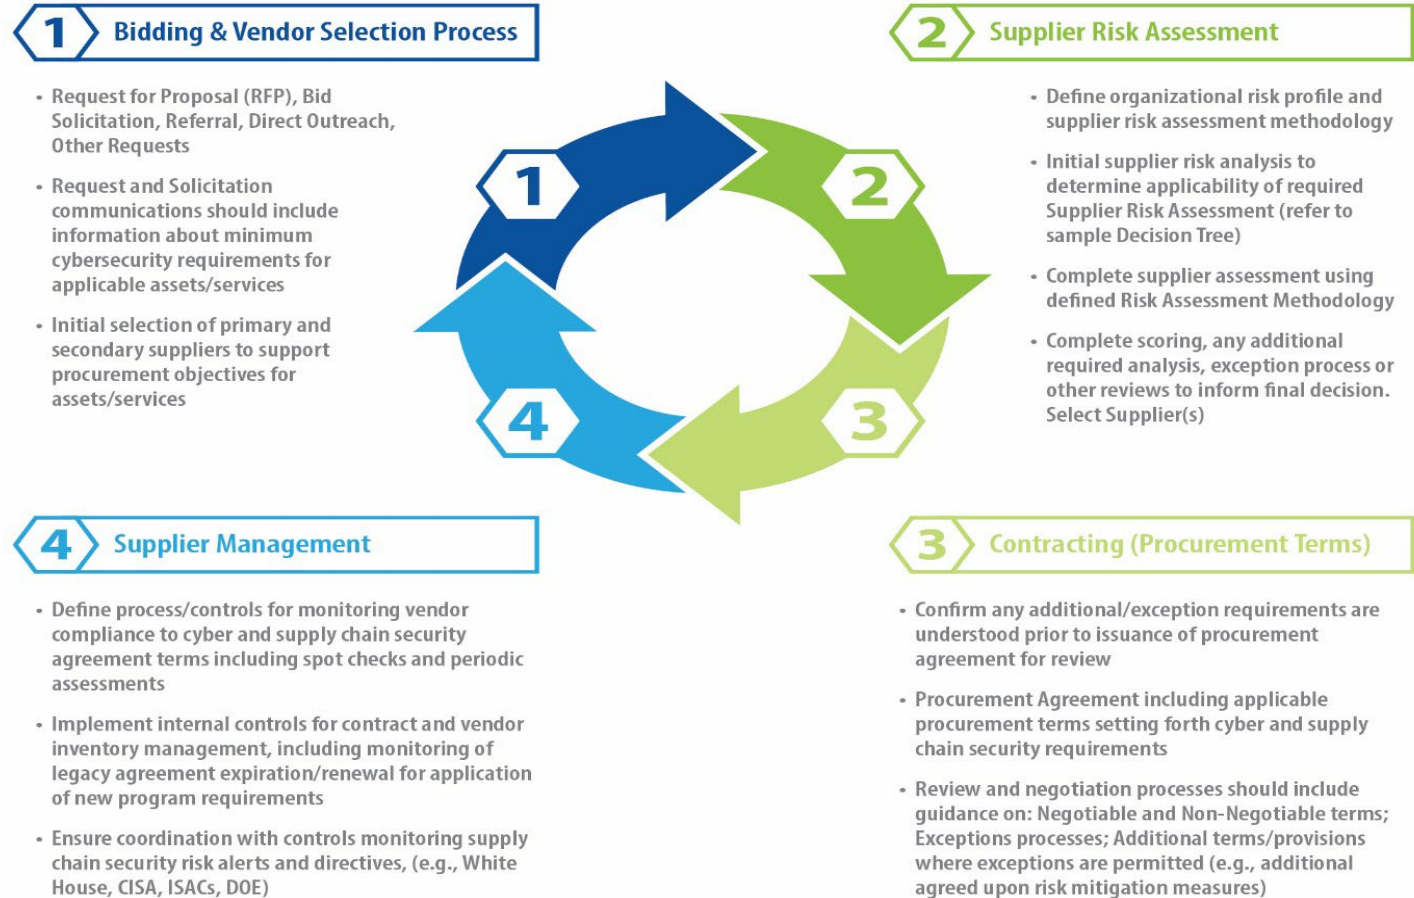 1 Bidding & Vendor Selection Process
• Request for Proposal (RFP), Bid
Solicitation, Referral, Direct Outreach,
Other Requests
• Request and Solicitation
communications should include
information about minimum
cybersecurity requirements for
applicable assets/services
• Initial selection of primary and
secondary suppliers to support
procurement objectives for
assets/services
1
2
3
4
2 Supplier Risk Assessment
• Define organizational risk profile and
supplier risk assessment methodology
• Initial supplier risk analysis to
determine applicability of required
Supplier Risk Assessment (refer to
sample Decision Tree)
• Complete supplier assessment using
defined Risk Assessment Methodology
• Complete scoring, any additional
required analysis, exception process or
other reviews to inform final decision.
Select Supplier(s)
3 Contracting (Procurement Terms)
• Confirm any additional/exception requirements are
understood prior to issuance of procurement
agreement for review
• Procurement Agreement including applicable
procurement terms setting forth cyber and supply
chain security requirements
• Review and negotiation processes should include
guidance on: Negotiable and Non-Negotiable terms;
Exceptions processes; Additional terms/provisions
where exceptions are permitted (e.g., additional
agreed upon risk mitigation measures)
4 Supplier Management
• Define process/controls for monitoring vendor
compliance to cyber and supply chain security
agreement terms including spot checks and periodic
assessments
• Implement internal controls for contract and vendor
inventory management, including monitoring of
legacy agreement expiration/renewal for application
of new program requirements
• Ensure coordination with controls monitoring supply
chain security risk alerts and directives, (e.g., White
House, CISA, ISACs, DOE)